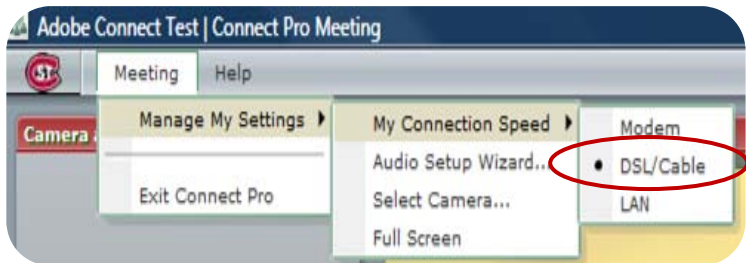 Adobe Connect Test | Connect Pro Meeting
Meeting Help
Camera
Manage My Settings
Exit Connect Pro
My Connection Speed
Audio Setup Wizard...
Select Camera...
Full Screen
Modem
DSL/Cable
LAN